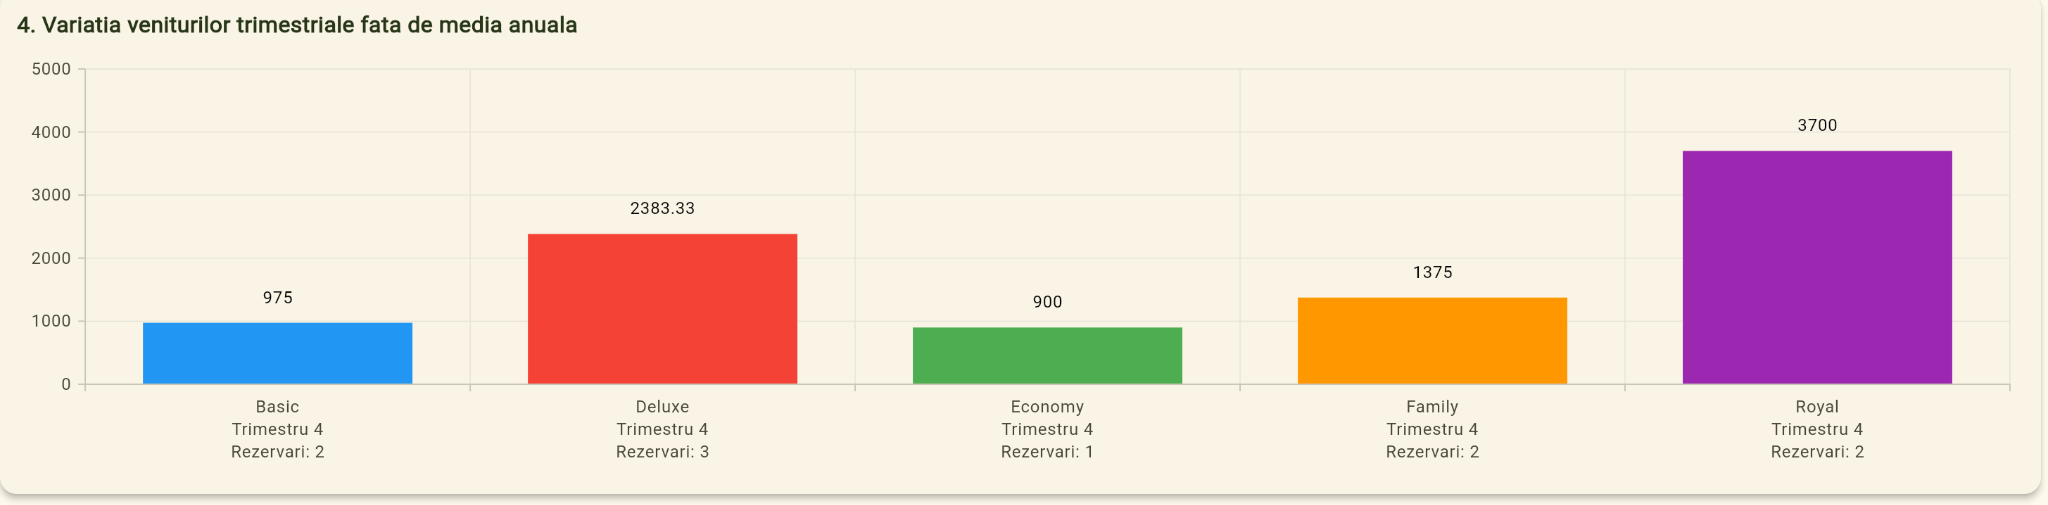 4. Variatia veniturilor trimestriale fata de media anuala
5000
4000
3000
2000
1000
0
975
2383.33
900
1375
3700
Basic
Trimestru 4
Rezervari: 2
Deluxe
Trimestru 4
Rezervari: 3
Economy
Trimestru 4
Rezervari: 1
Family
Trimestru 4
Rezervari: 2
Royal
Trimestru 4
Rezervari: 2